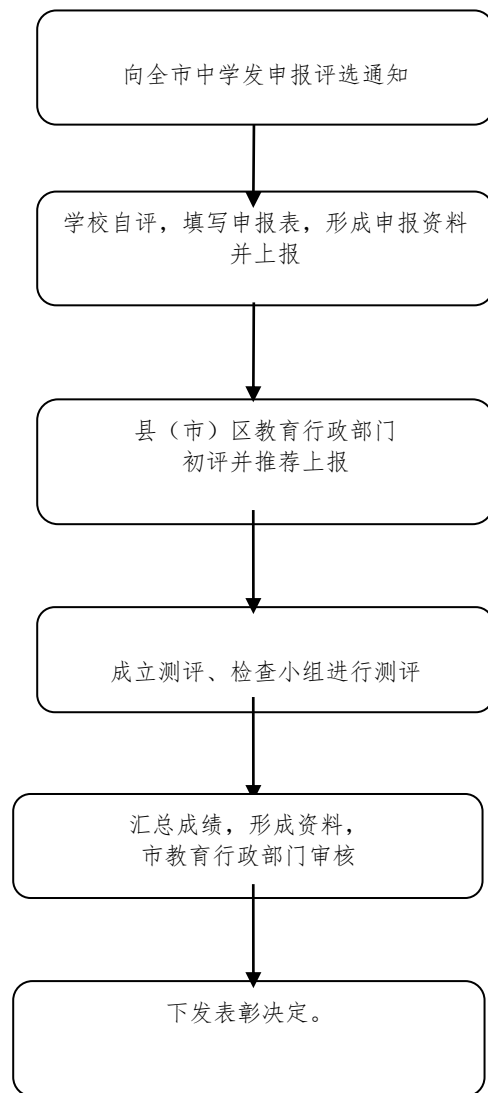 向全市中学发申报评选通知
学校自评，填写申报表，形成申报资料
并上报
县（市）区教育行政部门
初评并推荐上报
成立测评、检查小组进行测评
汇总成绩，形成资料，
市教育行政部门审核
下发表彰决定。